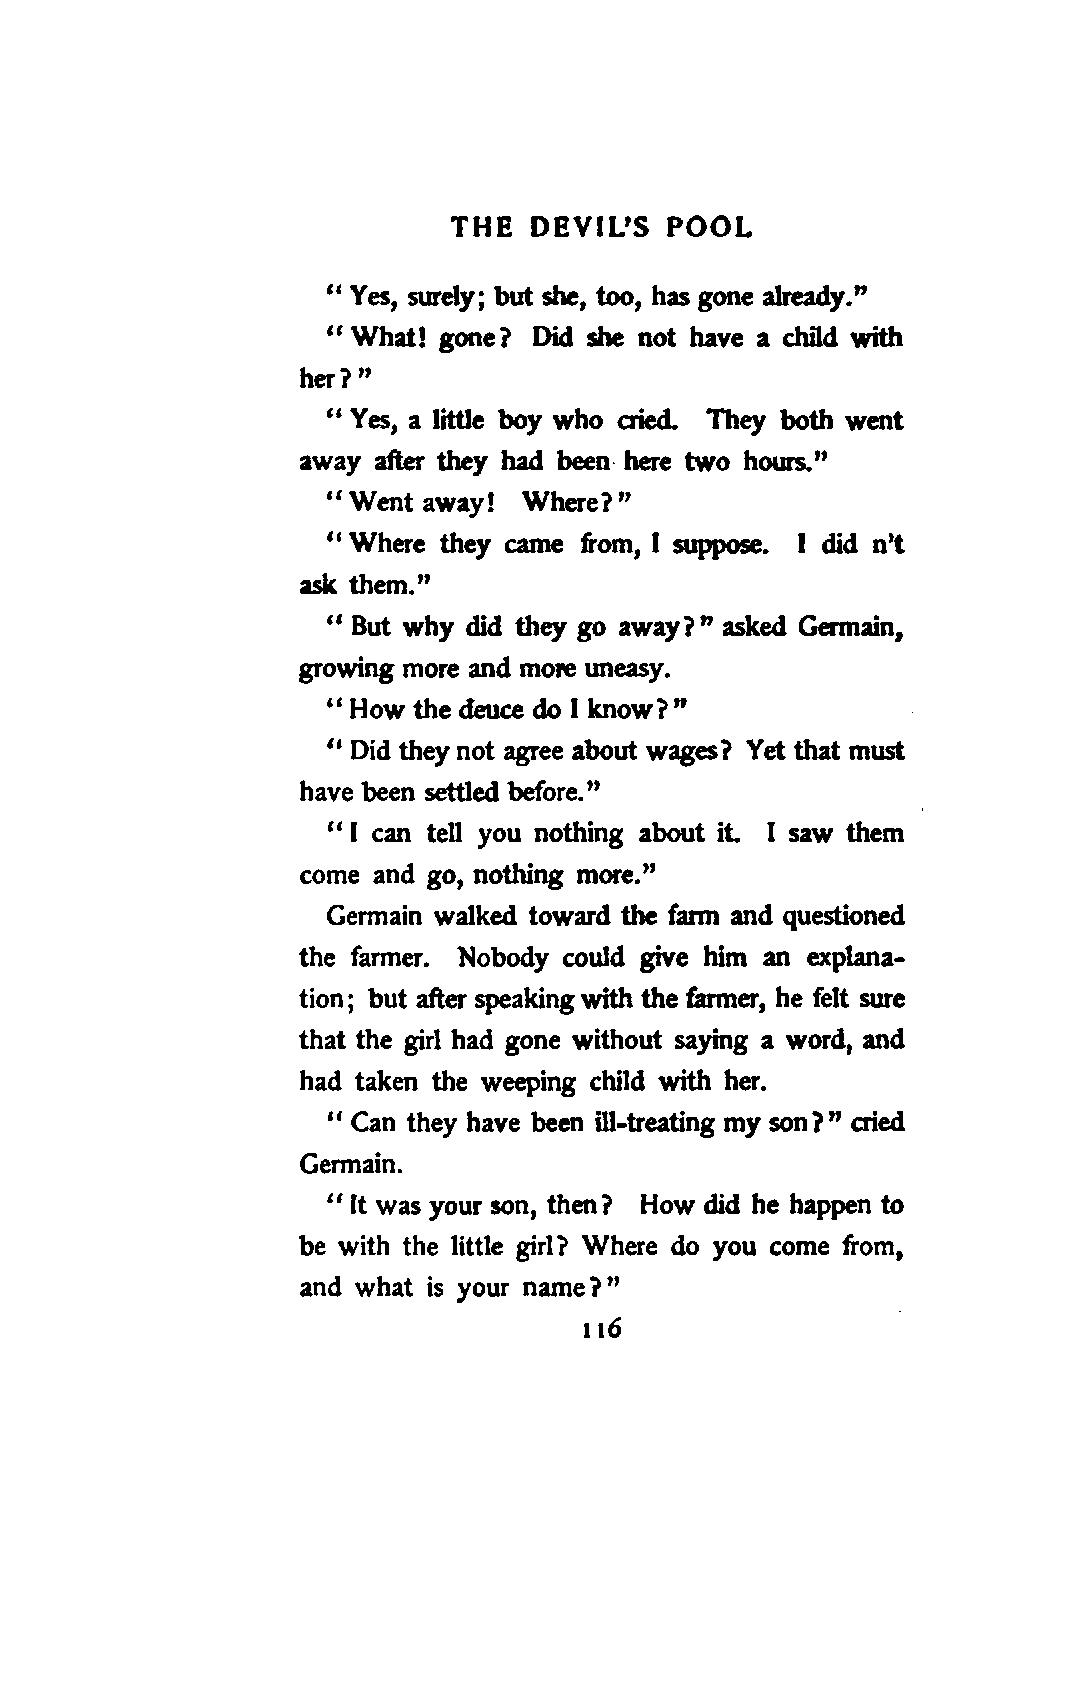 THE DEVIL'S POOL
“ Yes, surely; but she, too, has gone already.”
“ What! gone? Did she not have a child with
her? ”
“ Yes, a little boy who cried. They both went
away after they had been here two hours.”
“ Went away! Where? ”
“ Where they came from, I suppose. I did n't
ask them.”
“ But why did they go away? ” asked Germain,
growing more and more uneasy.
“ How the deuce do I know? ”
“ Did they not agree about wages? Yet that must
have been settled before.”
“ I can tell you nothing about it. I saw them
come and go, nothing more.”
Germain walked toward the farm and questioned
the farmer. Nobody could give him an explana-
tion; but after speaking with the farmer, he felt sure
that the girl had gone without saying a word, and
had taken the weeping child with her.
“ Can they have been ill-treating my son? ” cried
Germain.
“ It was your son, then? How did he happen to
be with the little girl? Where do you come from,
and what is your name? ”
116